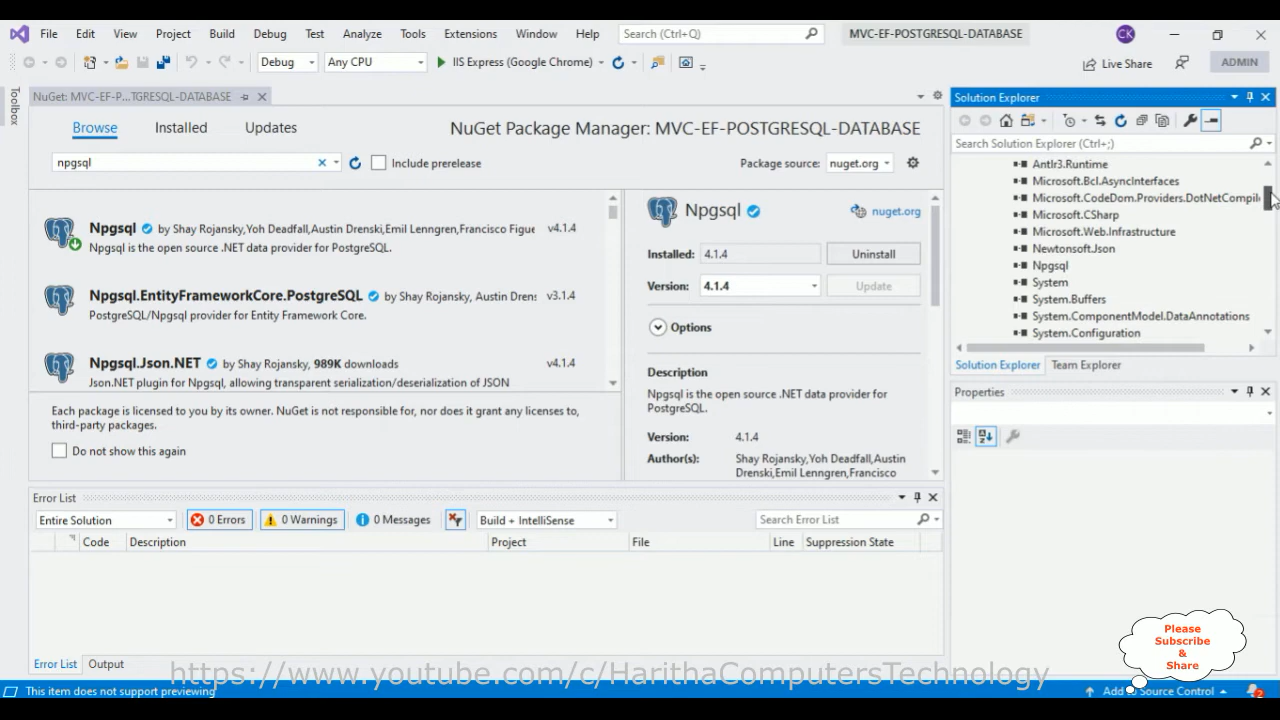 File Edit View Project Build Debug Test Analyze Tools Extensions Window Help Search (Ctrl+Q) MVC-EF-POSTGRESQL-DATABASE CK
Debug Any CPU IIS Express (Google Chrome) Live Share ADMIN
Toolbox
NuGet: MVC-EF-P...TGRESQL-DATABASE
Browse Installed Updates NuGet Package Manager: MVC-EF-POSTGRESQL-DATABASE
npgsql Include prerelease Package source: nuget.org
Npgsql by Shay Rojansky,Yoh Deadfall,Austin Drenski,Emil Lenngren,Francisco Figue v4.1.4
Npgsql is the open source .NET data provider for PostgreSQL.
Npgsql.EntityFrameworkCore.PostgreSQL by Shay Rojansky, Austin Dren v3.1.4
PostgreSQL/Npgsql provider for Entity Framework Core.
Npgsql.Json.NET by Shay Rojansky, 989K downloads v4.1.4
Json.NET plugin for Npgsql, allowing transparent serialization/deserialization of JSON
Each package is licensed to you by its owner. NuGet is not responsible for, nor does it grant any licenses to,
third-party packages.
Do not show this again
Npgsql nuget.org
Installed: 4.1.4 Uninstall
Version: 4.1.4 Update
Options
Description
Npgsql is the open source .NET data provider for
PostgreSQL.
Version: 4.1.4
Author(s): Shay Rojansky,Yoh Deadfall,Austin
Drenski,Emil Lenngren,Francisco
Solution Explorer
Search Solution Explorer (Ctrl+;)
Antlr3.Runtime
Microsoft.Bcl.AsyncInterfaces
Microsoft.CodeDom.Providers.DotNetCompil
Microsoft.CSharp
Microsoft.Web.Infrastructure
Newtonsoft.Json
Npgsql
System
System.Buffers
System.ComponentModel.DataAnnotations
System.Configuration
Solution Explorer Team Explorer
Properties
Error List
Entire Solution 0 Errors 0 Warnings 0 Messages Build + IntelliSense Search Error List
Code Description Project File Line Suppression State
Error List Output
https://www.youtube.com/c/HarithaComputersTechnology
Please
Subscribe
&
Share
This item does not support previewing Add to Source Control 2